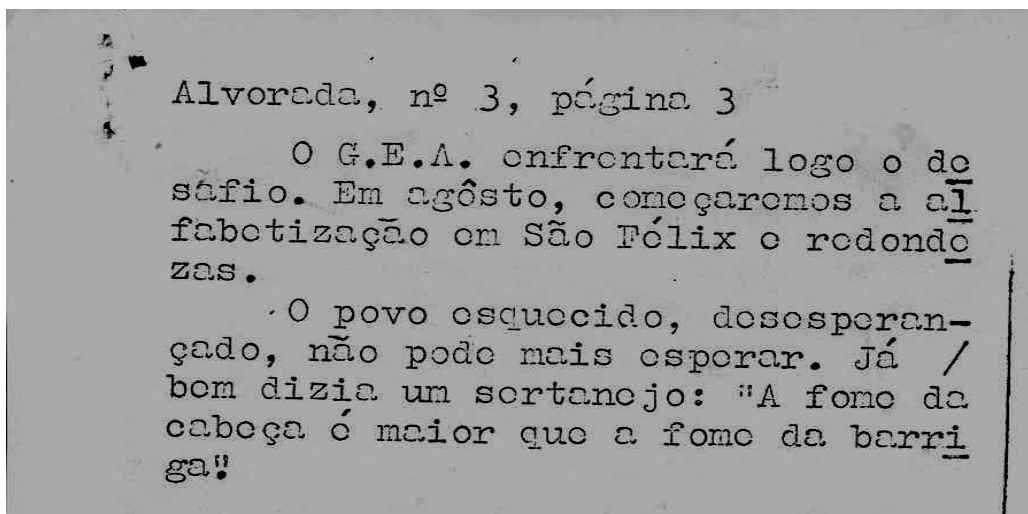 Alvorada, nº 3, página 3
O G.E.A. enfrentará logo o de
safio. Em agôsto, começaremos a al
fabetização em São Félix e redonde
zas.
O povo esquecido, desesperan-
çado, não pode mais esperar. Já /
bem dizia um sertanejo: "A fome da
cabeça é maior que a fome da barri
ga".